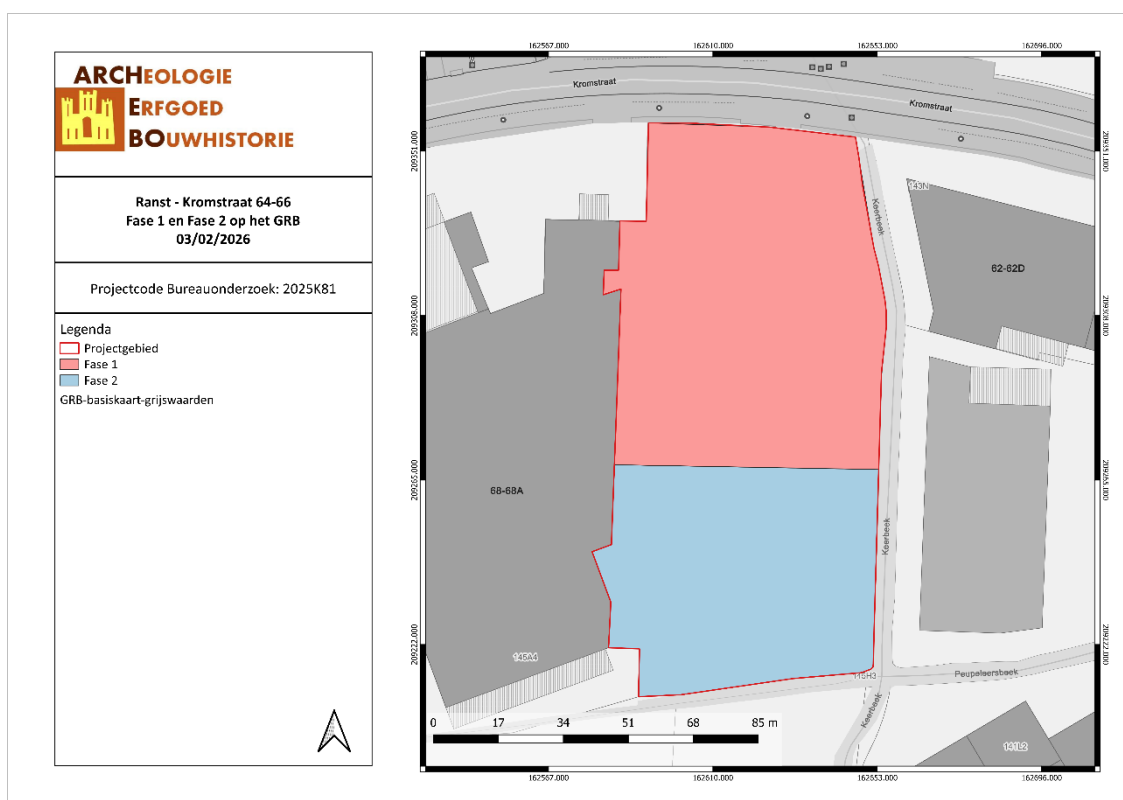 ARCHEOLOGIE
ERFGOED
BOUWHISTORIE
Ranst - Kromstraat 64-66
Fase 1 en Fase 2 op het GRB
03/02/2026
Projectcode Bureauonderzoek: 2025K81
Legenda
Projectgebied
Fase 1
Fase 2
GRB-basiskaart-grijswaarden
162567.000 162610.000 162653.000 162696.000
209351.000 209351.000
209308.000 209308.000
209265.000 209265.000
209222.000 209222.000
Kromstraat
Kromstraat
143N
Keerbeek
62-62D
68-68A
Keerbeek
145A4
Peupelaersbeek
Keerbeek
141L2
0 17 34 51 68 85 m
162567.000 162610.000 162653.000 162696.000